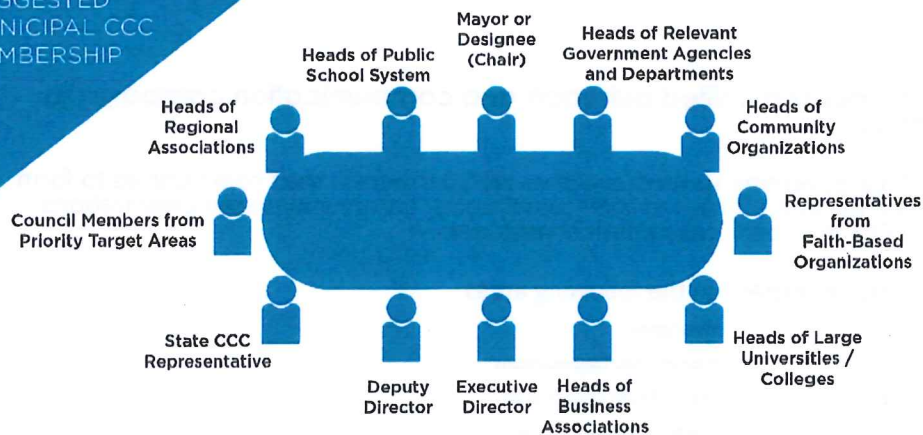 GGESTED
NICIPAL CCC
MBERSHIP
Mayor or
Designee
(Chair)
Heads of Public
School System
Heads of Relevant
Government Agencies
and Departments
Heads of
Regional
Associations
Heads of
Community
Organizations
Council Members from
Priority Target Areas
Representatives
from
Faith-Based
Organizations
State CCC
Representative
Heads of Large
Universities /
Colleges
Deputy
Director
Executive
Director
Heads of
Business
Associations